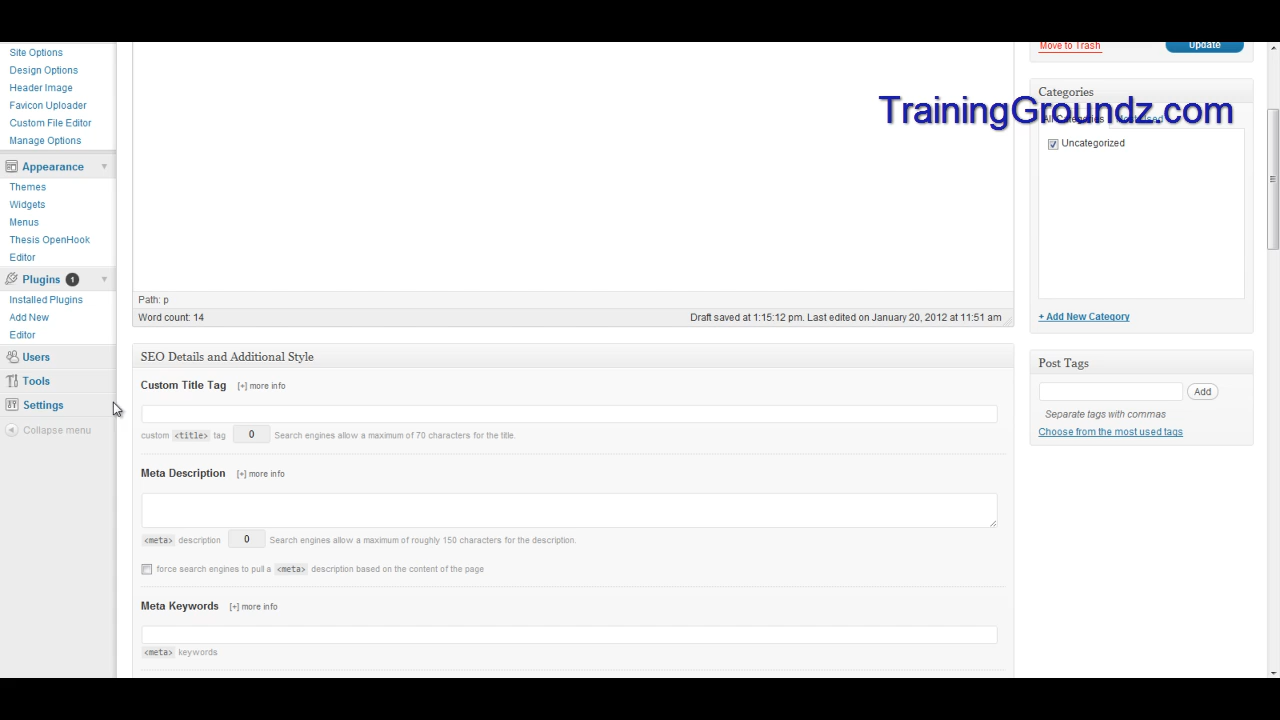 Site Options
Design Options
Header Image
Favicon Uploader
Custom File Editor
Manage Options
Appearance
Themes
Widgets
Menus
Thesis OpenHook
Editor
Plugins 1
Installed Plugins
Add New
Editor
Users
Tools
Settings
Collapse menu
Path: p
Word count: 14
Draft saved at 1:15:12 pm. Last edited on January 20, 2012 at 11:51 am
SEO Details and Additional Style
Custom Title Tag [+] more info
custom <title> tag 0 Search engines allow a maximum of 70 characters for the title.
Meta Description [+] more info
<meta> description 0 Search engines allow a maximum of roughly 150 characters for the description.
force search engines to pull a <meta> description based on the content of the page
Meta Keywords [+] more info
<meta> keywords
Move to Trash
Update
Categories
TrainingGroundz.com
All Categories
Uncategorized
+ Add New Category
Post Tags
Add
Separate tags with commas
Choose from the most used tags